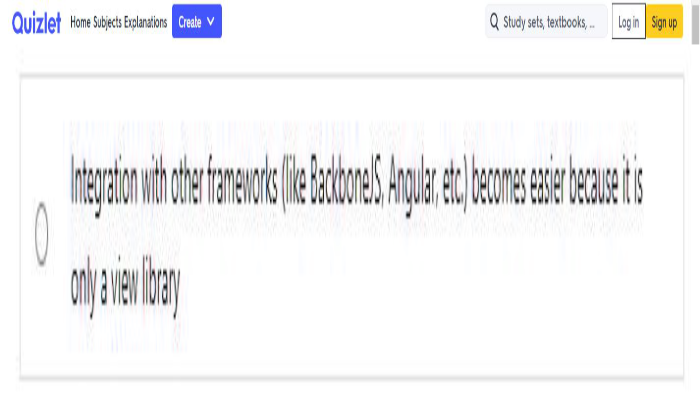 Quizlet Home Subjects Explanations Create Study sets, textbooks, ... Log in Sign up
Integration with other frameworks (like BackboneJS, Angular, etc.) becomes easier because it is
only a view library